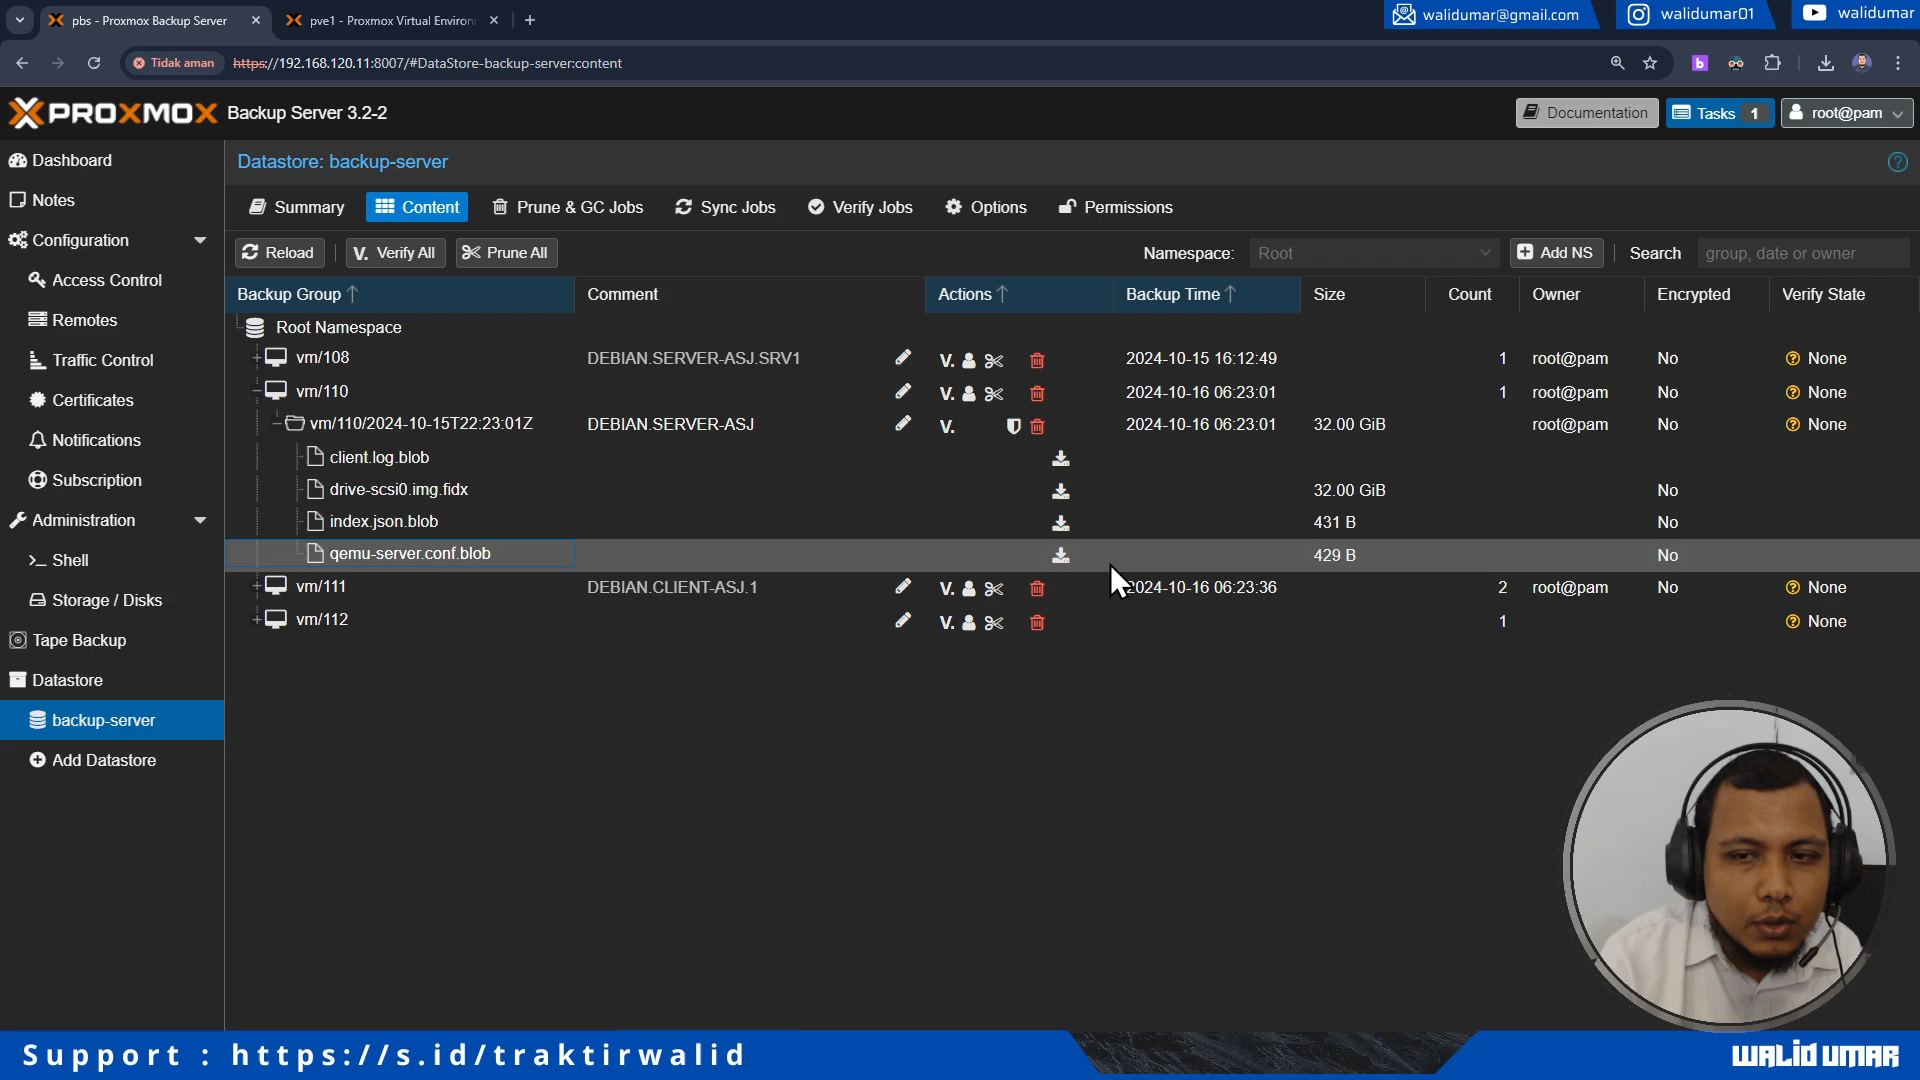 pbs - Proxmox Backup Server
pve1 - Proxmox Virtual Environ
walidumar@gmail.com
walidumar01
walidumar
Tidak aman
https://192.168.120.11:8007/#DataStore-backup-server:content
PROXMOX Backup Server 3.2-2
Documentation
Tasks 1
root@pam
Dashboard
Notes
Configuration
Access Control
Remotes
Traffic Control
Certificates
Notifications
Subscription
Administration
Shell
Storage / Disks
Tape Backup
Datastore
backup-server
Add Datastore
Datastore: backup-server
Summary Content Prune & GC Jobs Sync Jobs Verify Jobs Options Permissions
Reload V. Verify All Prune All Namespace: Root Add NS Search group, date or owner
Backup Group Comment Actions Backup Time Size Count Owner Encrypted Verify State
Root Namespace
vm/108 DEBIAN.SERVER-ASJ.SRV1 V. 2024-10-15 16:12:49 1 root@pam No None
vm/110 V. 2024-10-16 06:23:01 1 root@pam No None
vm/110/2024-10-15T22:23:01Z DEBIAN.SERVER-ASJ V. 2024-10-16 06:23:01 32.00 GiB root@pam No None
client.log.blob
drive-scsi0.img.fidx 32.00 GiB No
index.json.blob 431 B No
qemu-server.conf.blob 429 B No
vm/111 DEBIAN.CLIENT-ASJ.1 V. 2024-10-16 06:23:36 2 root@pam No None
vm/112 V. 1 None
Support : https://s.id/traktirwalid
WALID UMAR